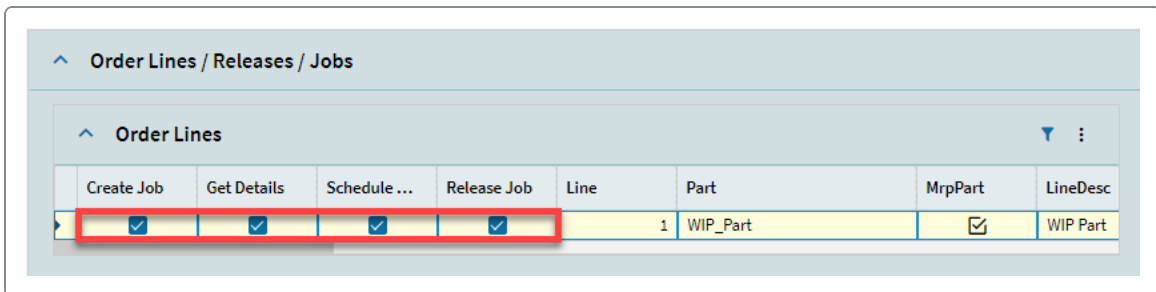 Order Lines / Releases / Jobs
Order Lines
Create Job Get Details Schedule ... Release Job Line Part MrpPart LineDesc
1 WIP_Part WIP Part